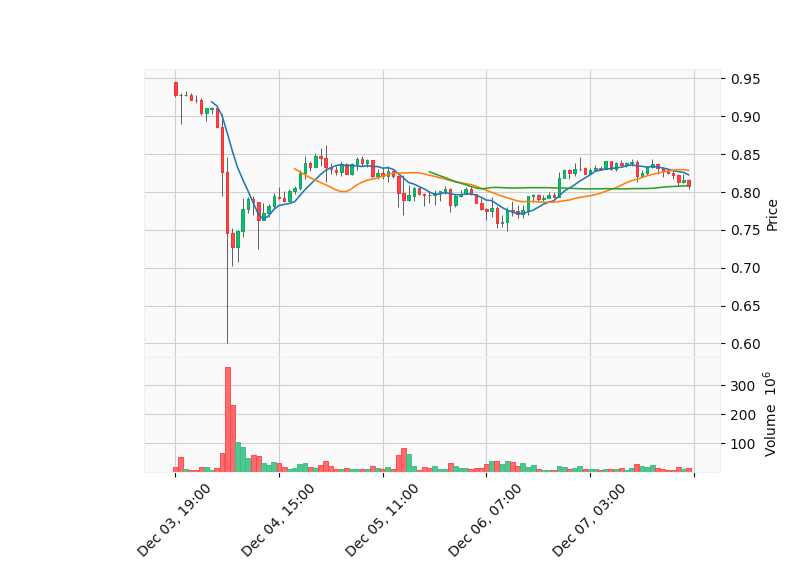 0.95
0.90
0.85
0.80
0.75
0.70
0.65
0.60
Price
300
200
100
Volume 10^6
Dec 03, 19:00
Dec 04, 15:00
Dec 05, 11:00
Dec 06, 07:00
Dec 07, 03:00